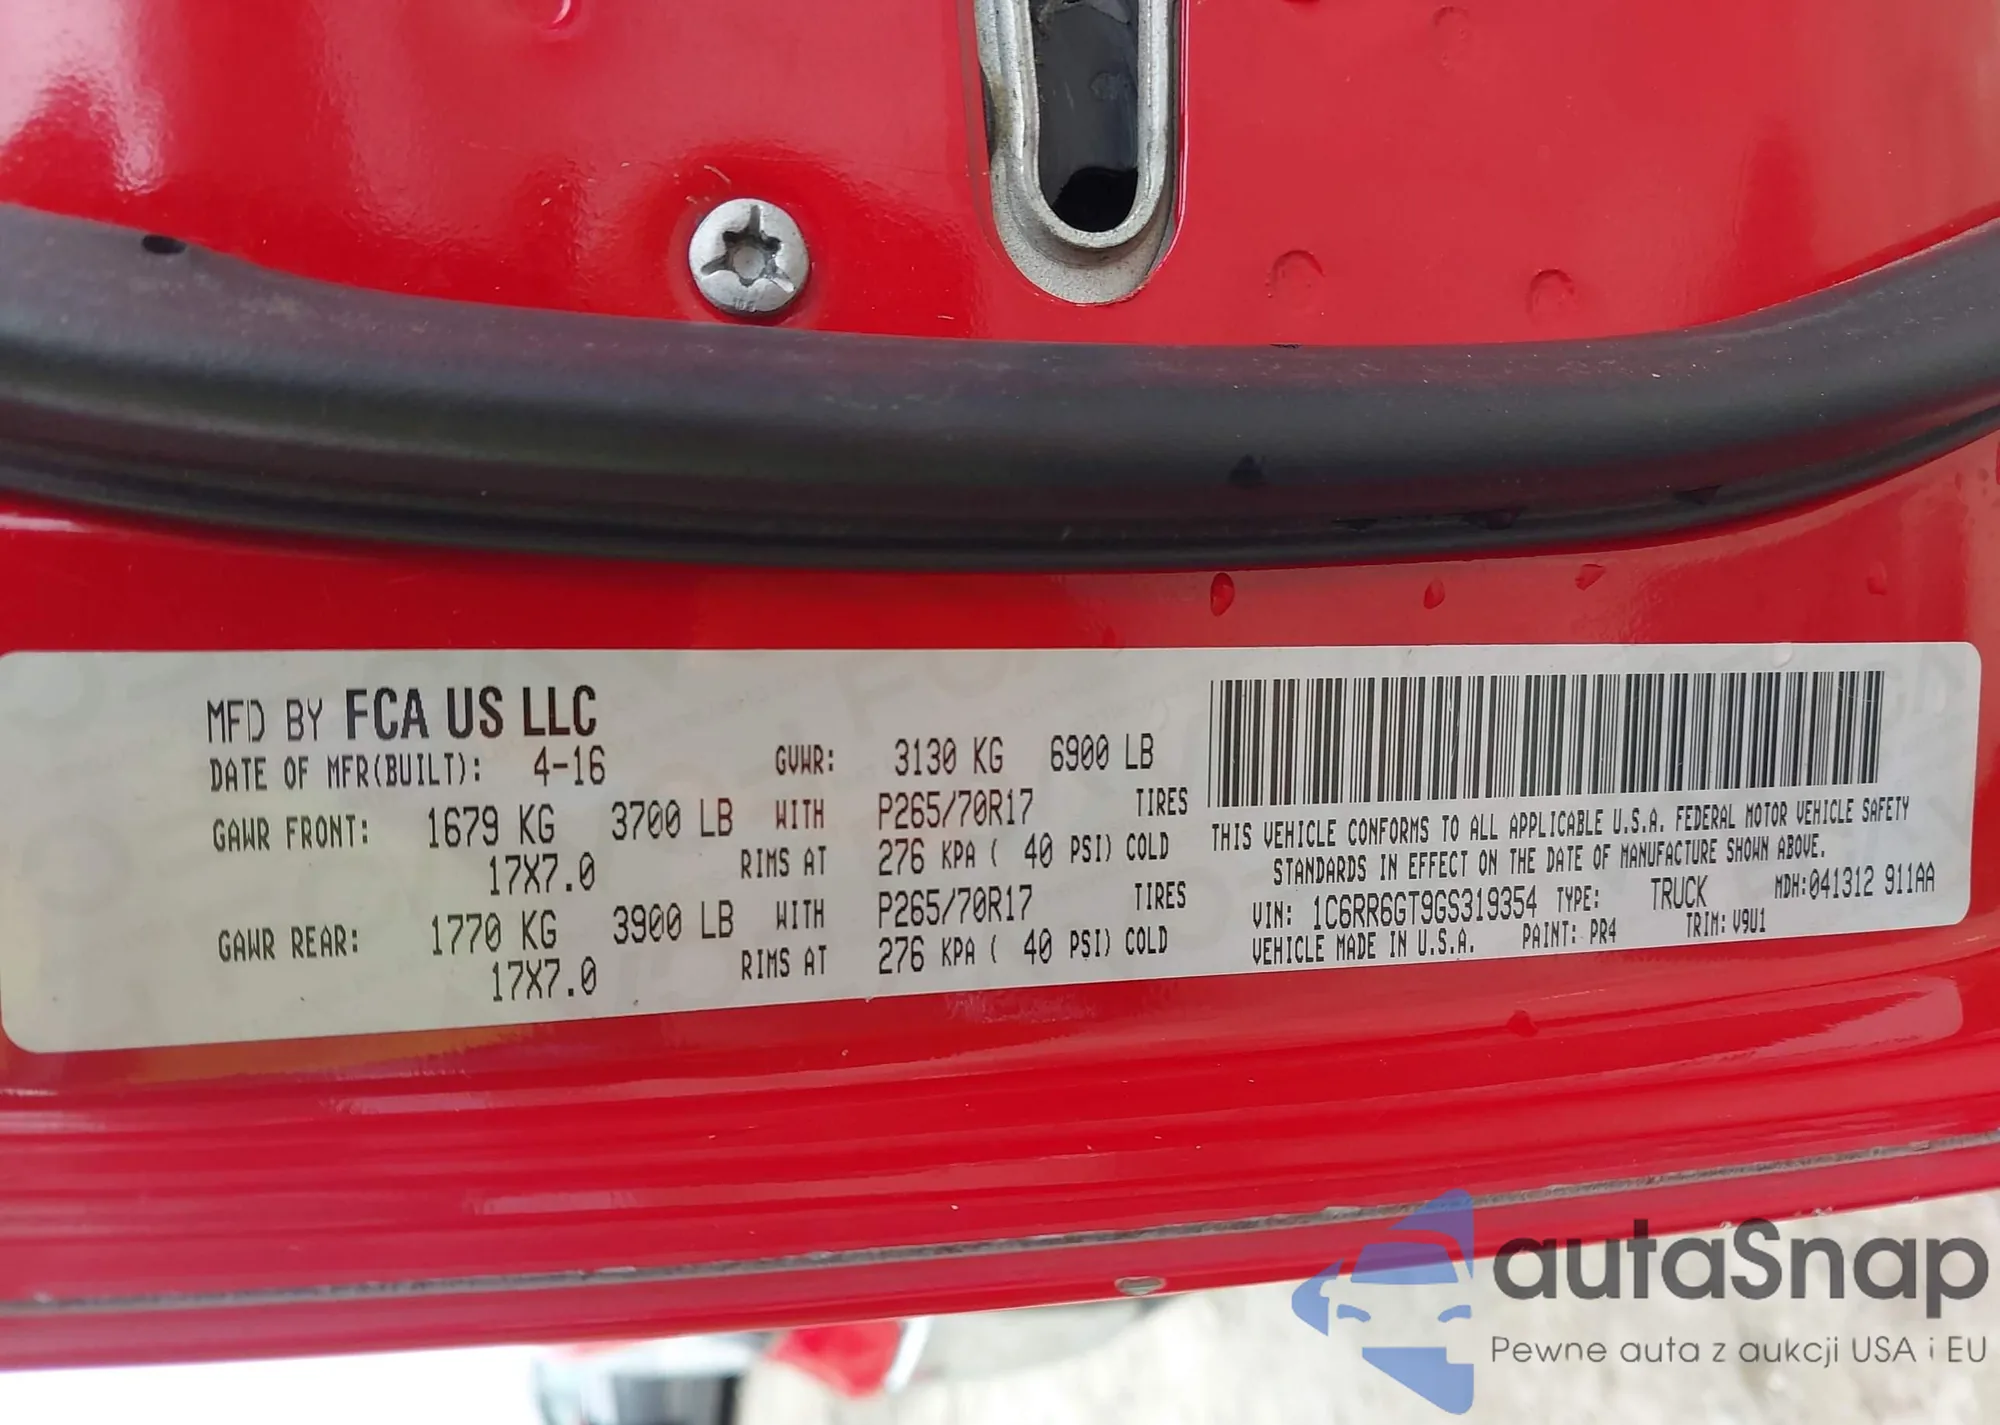 MFD BY FCA US LLC
DATE OF MFR(BUILT): 4-16 GVWR: 3130 KG 6900 LB
GAWR FRONT: 1679 KG 3700 LB WITH P265/70R17 TIRES
17X7.0 RIMS AT 276 KPA ( 40 PSI) COLD
GAWR REAR: 1770 KG 3900 LB WITH P265/70R17 TIRES
17X7.0 RIMS AT 276 KPA ( 40 PSI) COLD
THIS VEHICLE CONFORMS TO ALL APPLICABLE U.S.A. FEDERAL MOTOR VEHICLE SAFETY
STANDARDS IN EFFECT ON THE DATE OF MANUFACTURE SHOWN ABOVE.
VIN: 1C6RR6GT9GS319354 TYPE: TRUCK MDH:041312 911AA
VEHICLE MADE IN U.S.A. PAINT: PR4 TRIM: V9U1
autaSnap
Pewne auta z aukcji USA i EU